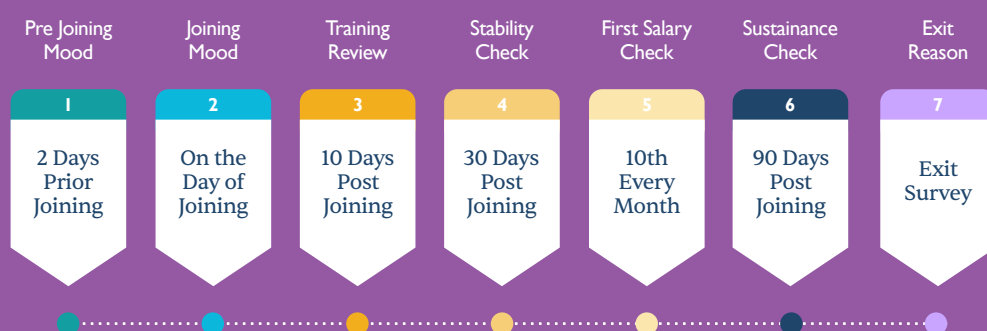 Pre Joining
Mood
Joining
Mood
Training
Review
Stability
Check
First Salary
Check
Sustainance
Check
Exit
Reason
1
2 Days
Prior
Joining
2
On the
Day of
Joining
3
10 Days
Post
Joining
4
30 Days
Post
Joining
5
10th
Every
Month
6
90 Days
Post
Joining
7
Exit
Survey